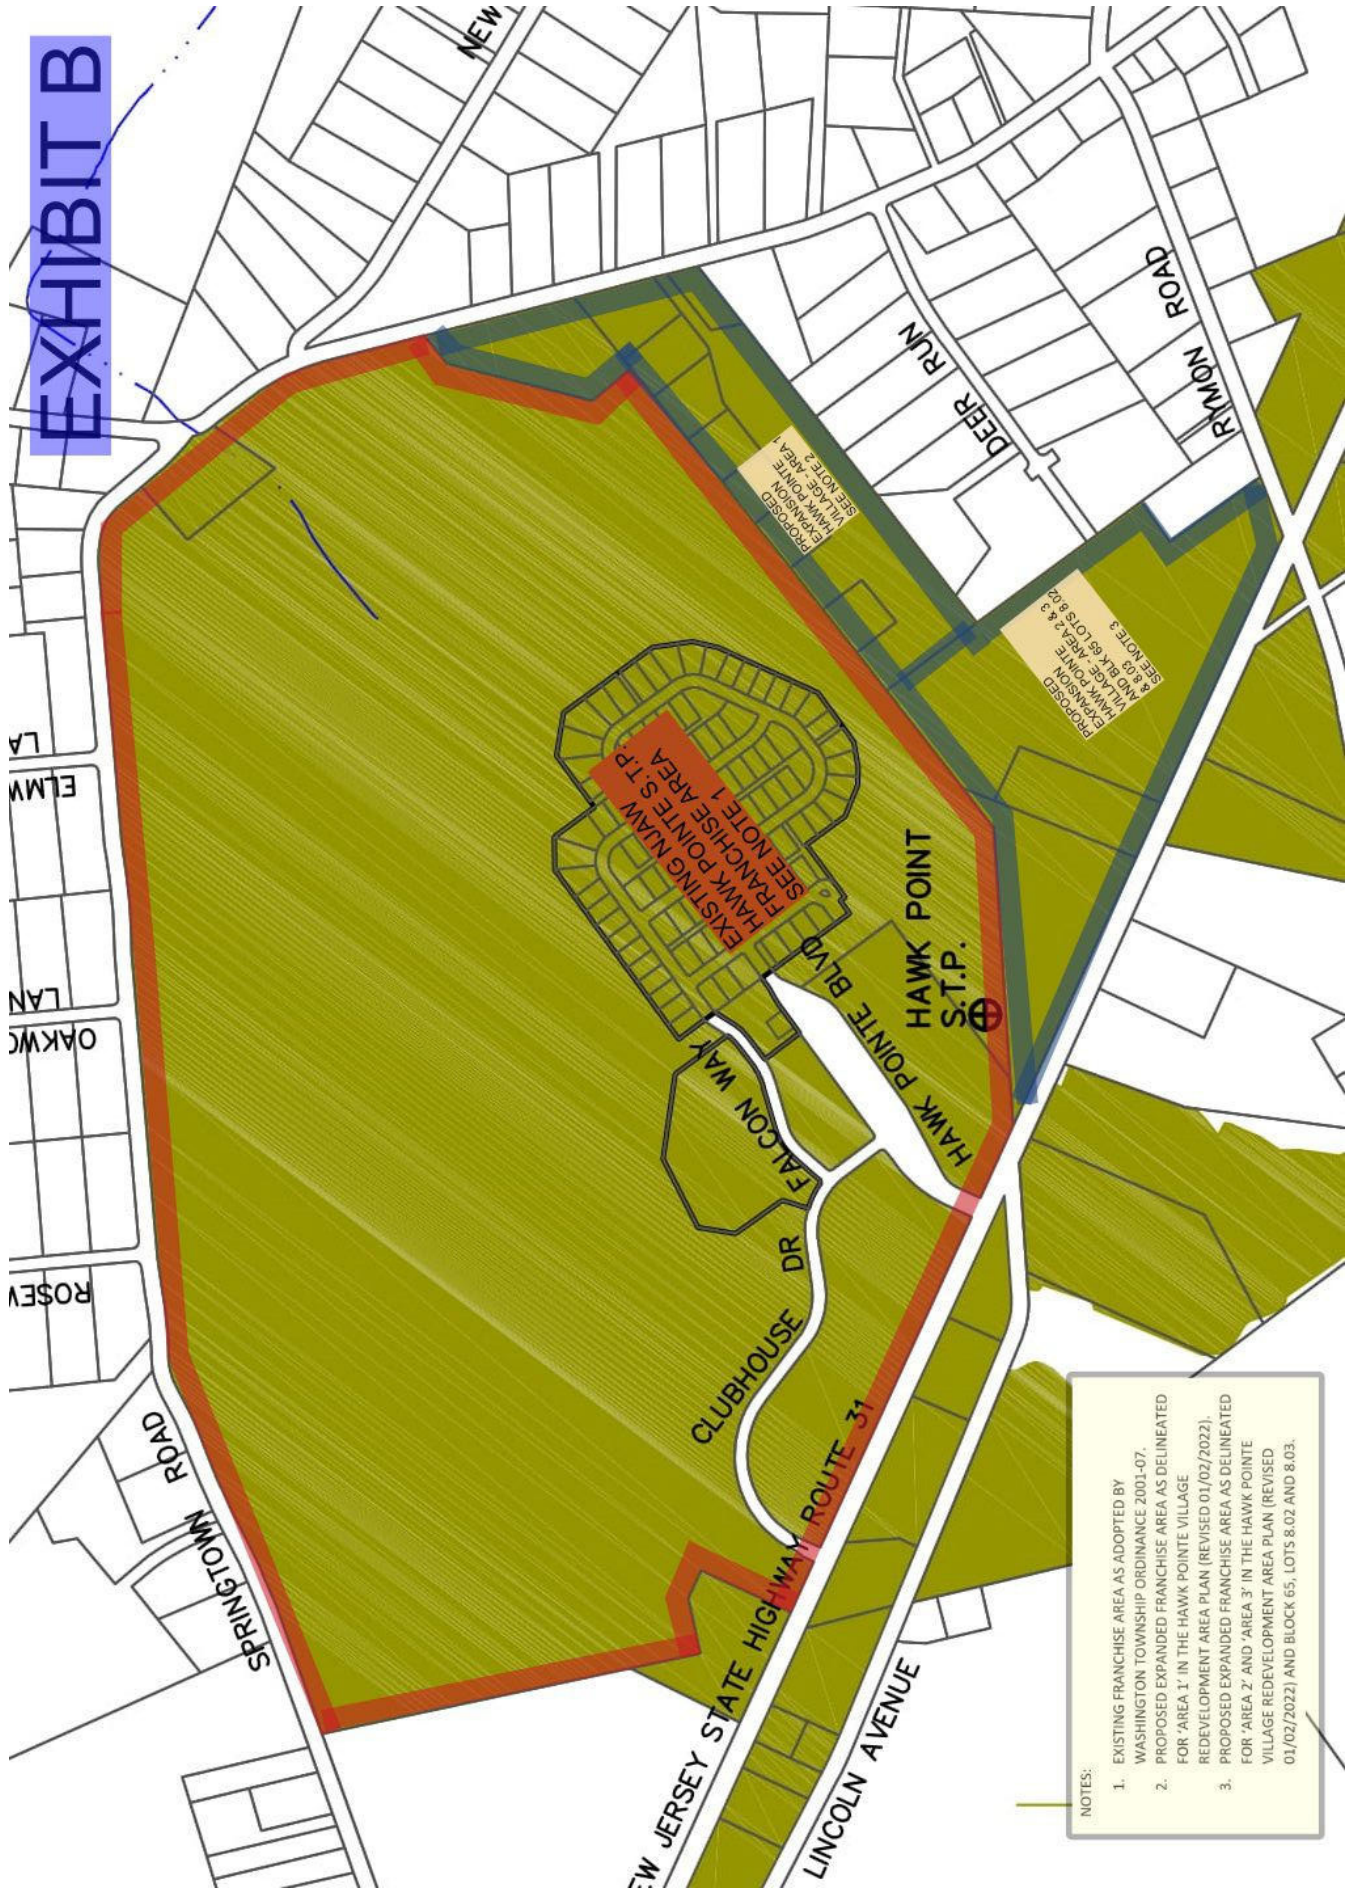 EXHIBIT B
NEW
LA
ELMW
LAN
OAKWO
ROSEV
SPRINGTOWN ROAD
DEER RUN
RYMON ROAD
PROPOSED
EXPANSION
HAWK POINTE
VILLAGE - AREA 1
SEE NOTE 2
PROPOSED
EXPANSION
HAWK POINTE
VILLAGE - AREA 2 & 3
AND BLK 65 LOTS 8.02
& 8.03
SEE NOTE 3
EXISTING NJAW
HAWK POINTE S.T.P.
FRANCHISE AREA
SEE NOTE 1
HAWK POINT
S.T.P.
HAWK POINTE BLVD
FALCON WAY
CLUBHOUSE DR
EW JERSEY STATE HIGHWAY ROUTE 31
LINCOLN AVENUE
NOTES:
1. EXISTING FRANCHISE AREA AS ADOPTED BY
WASHINGTON TOWNSHIP ORDINANCE 2001-07.
2. PROPOSED EXPANDED FRANCHISE AREA AS DELINEATED
FOR 'AREA 1' IN THE HAWK POINTE VILLAGE
REDEVELOPMENT AREA PLAN (REVISED 01/02/2022).
3. PROPOSED EXPANDED FRANCHISE AREA AS DELINEATED
FOR 'AREA 2' AND 'AREA 3' IN THE HAWK POINTE
VILLAGE REDEVELOPMENT AREA PLAN (REVISED
01/02/2022) AND BLOCK 65, LOTS 8.02 AND 8.03.